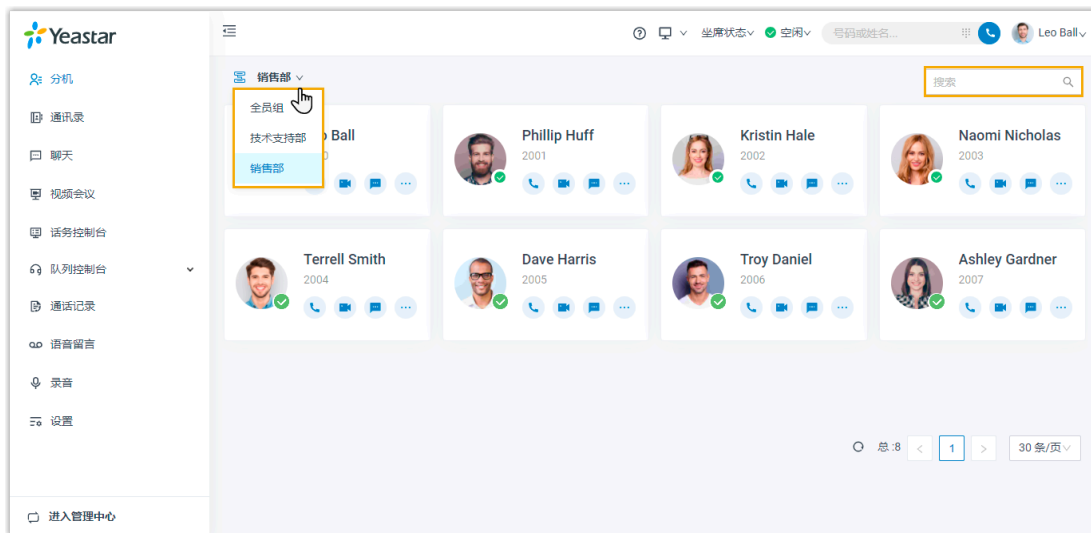 Yeastar
坐席状态
空闲
号码或姓名...
Leo Ball
分机
通讯录
聊天
视频会议
话务控制台
队列控制台
通话记录
语音留言
录音
设置
进入管理中心
销售部
搜索
全员组
技术支持部
销售部
Ball
Phillip Huff
2001
Kristin Hale
2002
Naomi Nicholas
2003
Terrell Smith
2004
Dave Harris
2005
Troy Daniel
2006
Ashley Gardner
2007
总:8
<
1
>
30 条/页